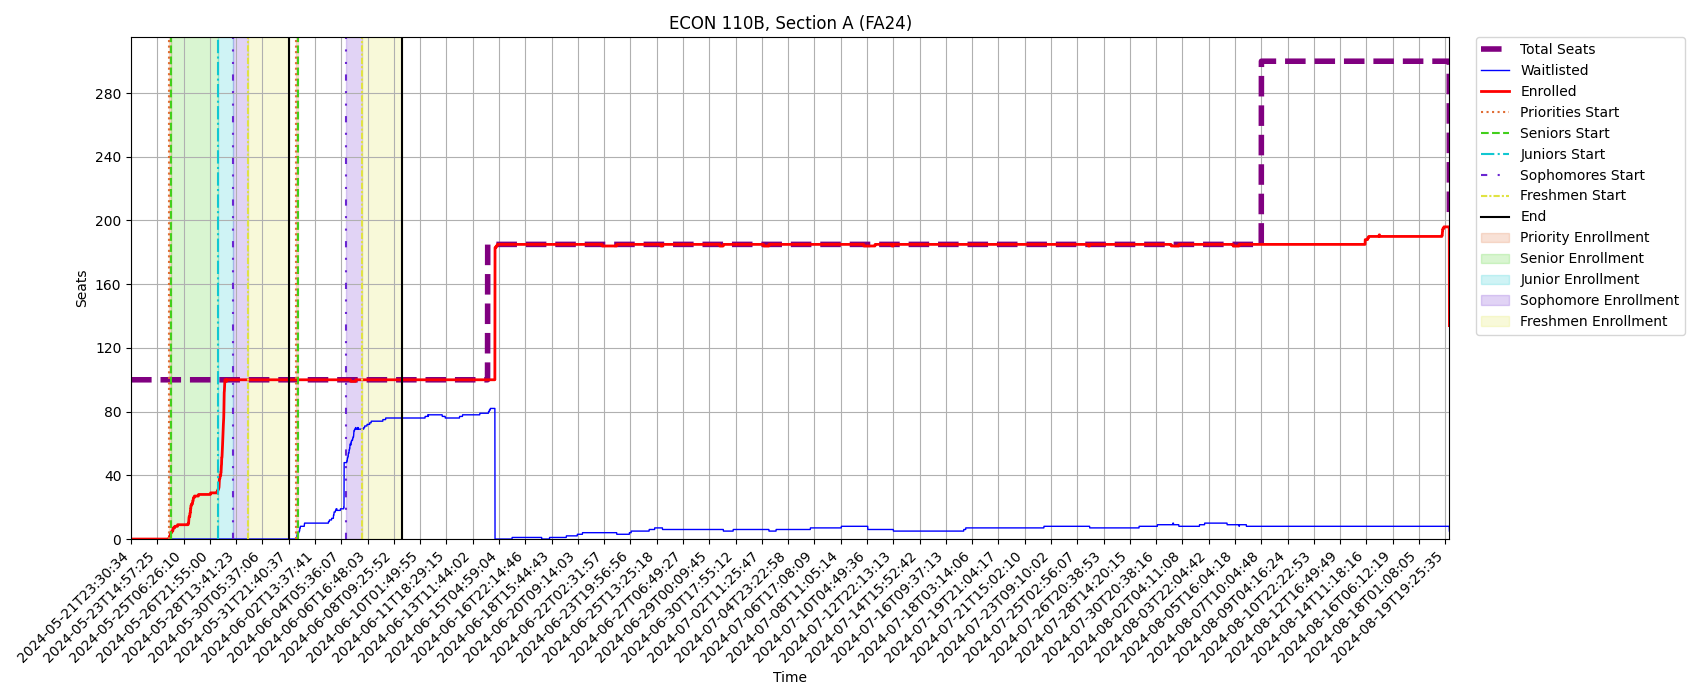 ECON 110B, Section A (FA24)
Total Seats
Waitlisted
Enrolled
Priorities Start
Seniors Start
Juniors Start
Sophomores Start
Freshmen Start
End
Priority Enrollment
Senior Enrollment
Junior Enrollment
Sophomore Enrollment
Freshmen Enrollment
Seats
280
240
200
160
120
80
40
0
2024-05-21T23:30:34
2024-05-23T14:57:25
2024-05-25T06:26:10
2024-05-26T21:55:00
2024-05-28T13:41:23
2024-05-30T05:37:06
2024-05-31T21:40:37
2024-06-02T13:37:41
2024-06-04T05:36:07
2024-06-06T16:48:03
2024-06-08T09:25:52
2024-06-10T01:49:55
2024-06-11T18:29:15
2024-06-13T11:44:02
2024-06-15T04:59:04
2024-06-16T22:14:46
2024-06-18T15:44:43
2024-06-20T09:14:03
2024-06-22T02:31:57
2024-06-23T19:56:56
2024-06-25T13:25:18
2024-06-27T06:49:27
2024-06-29T00:09:45
2024-06-30T17:55:12
2024-07-02T11:25:47
2024-07-04T23:22:58
2024-07-06T17:08:09
2024-07-08T11:05:14
2024-07-10T04:49:36
2024-07-12T22:13:13
2024-07-14T15:52:42
2024-07-16T09:37:13
2024-07-18T03:14:06
2024-07-19T21:04:17
2024-07-21T15:02:10
2024-07-23T09:10:02
2024-07-25T02:56:07
2024-07-26T20:38:53
2024-07-28T14:20:15
2024-07-30T20:38:16
2024-08-02T04:11:08
2024-08-03T22:04:42
2024-08-05T16:04:18
2024-08-07T10:04:48
2024-08-09T04:16:24
2024-08-10T22:22:53
2024-08-12T16:49:49
2024-08-14T11:18:16
2024-08-16T06:12:19
2024-08-18T01:08:05
2024-08-19T19:25:35
Time